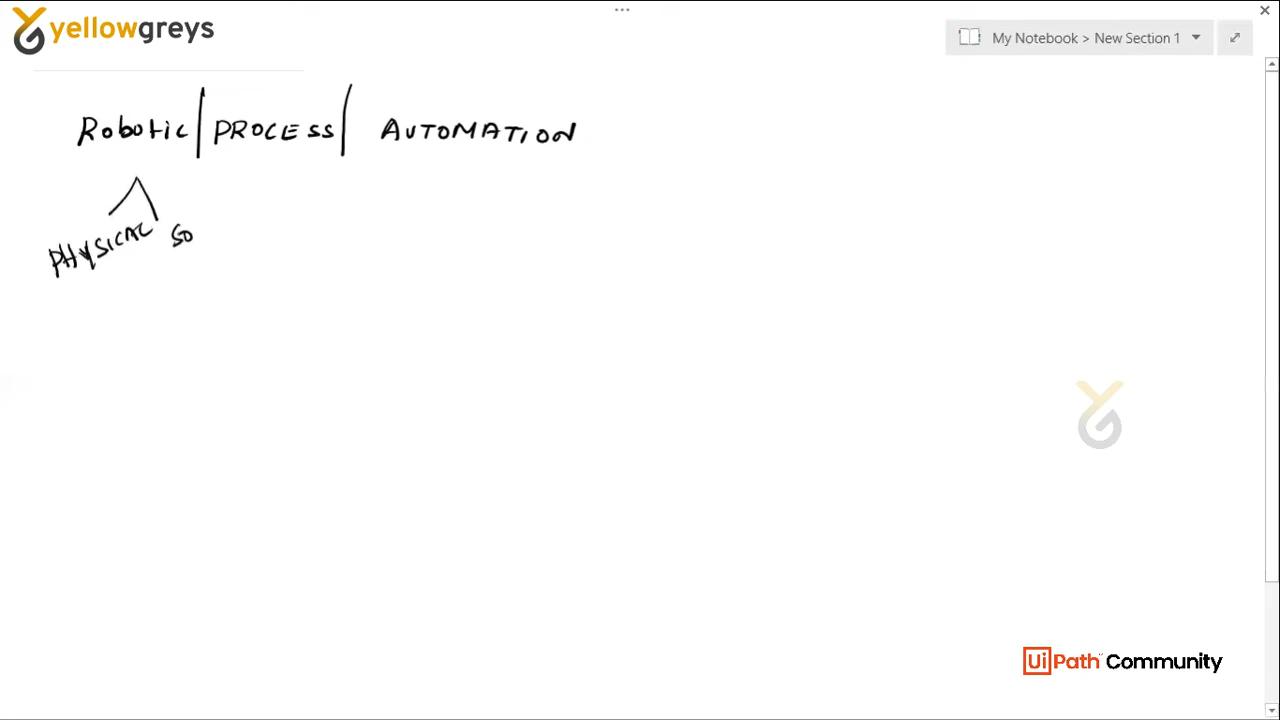 yellowgreys
My Notebook > New Section 1
Robotic | PROCESS | AUTOMATION
PHYSICAL SO
UiPath Community